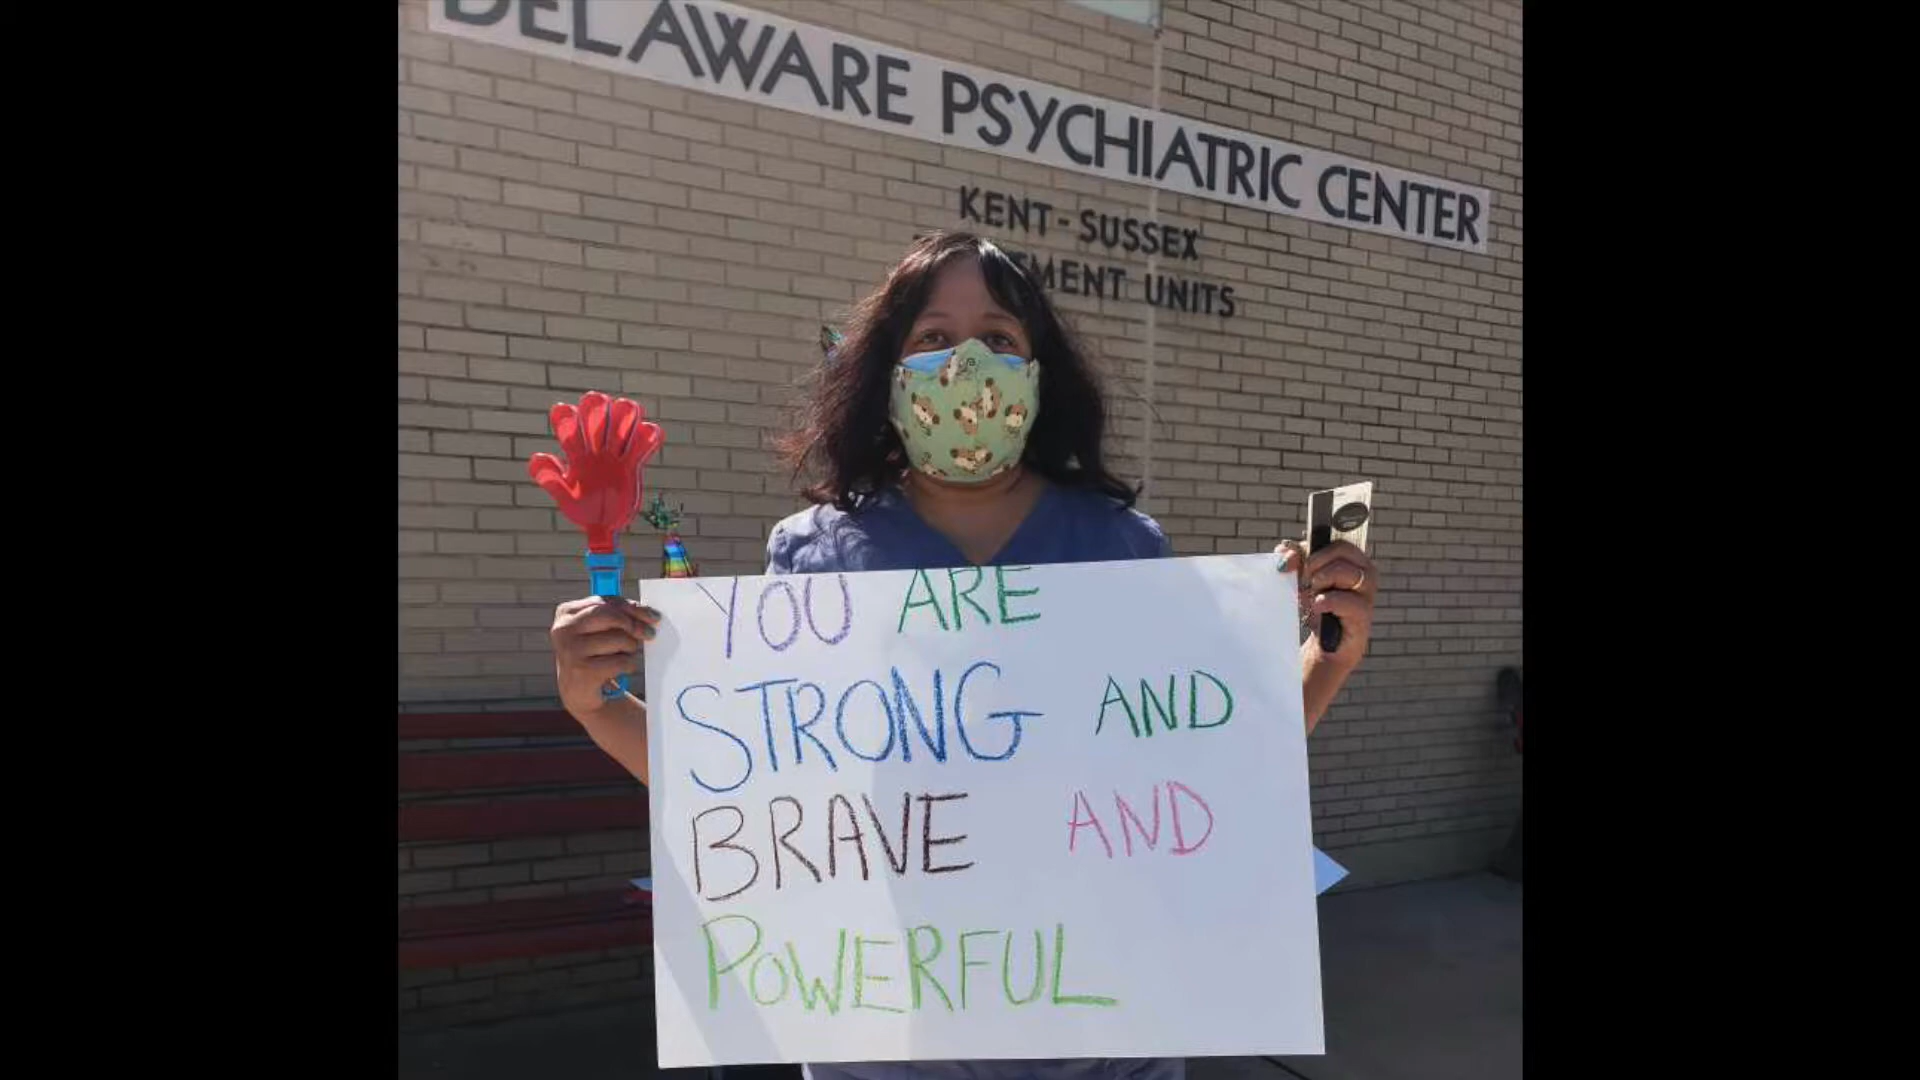 DELAWARE PSYCHIATRIC CENTER
KENT-SUSSEX
UNITS
YOU ARE
STRONG AND
BRAVE AND
POWERFUL